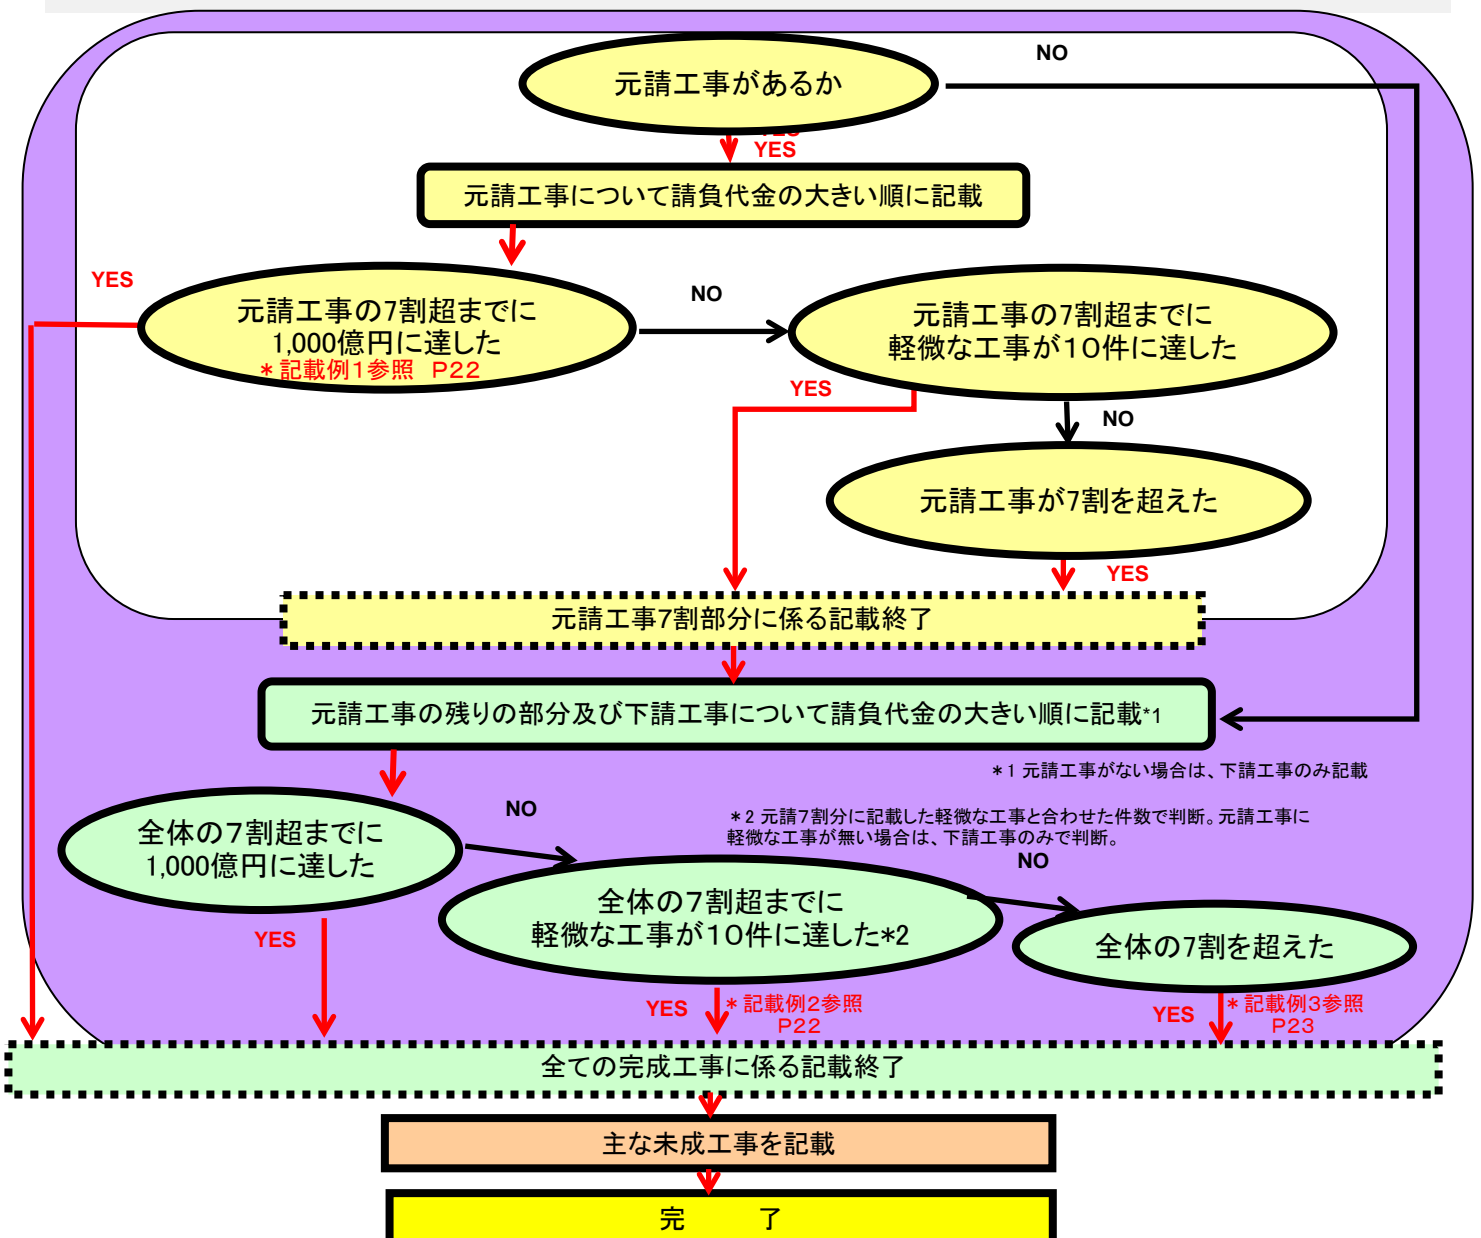 元請工事があるか
NO
YES
YES
元請工事について請負代金の大きい順に記載
YES
元請工事の7割超までに
1,000億円に達した
＊記載例1参照　P22
NO
元請工事の7割超までに
軽微な工事が10件に達した
YES
NO
元請工事が7割を超えた
YES
元請工事7割部分に係る記載終了
元請工事の残りの部分及び下請工事について請負代金の大きい順に記載*1
＊1 元請工事がない場合は、下請工事のみ記載
全体の７割超までに
1,000億円に達した
NO
＊2 元請７割分に記載した軽微な工事と合わせた件数で判断。元請工事に
軽微な工事が無い場合は、下請工事のみで判断。
NO
全体の７割超までに
軽微な工事が10件に達した*2
全体の7割を超えた
YES
YES
＊記載例2参照
P22
YES
＊記載例3参照
P23
全ての完成工事に係る記載終了
主な未成工事を記載
完　　了